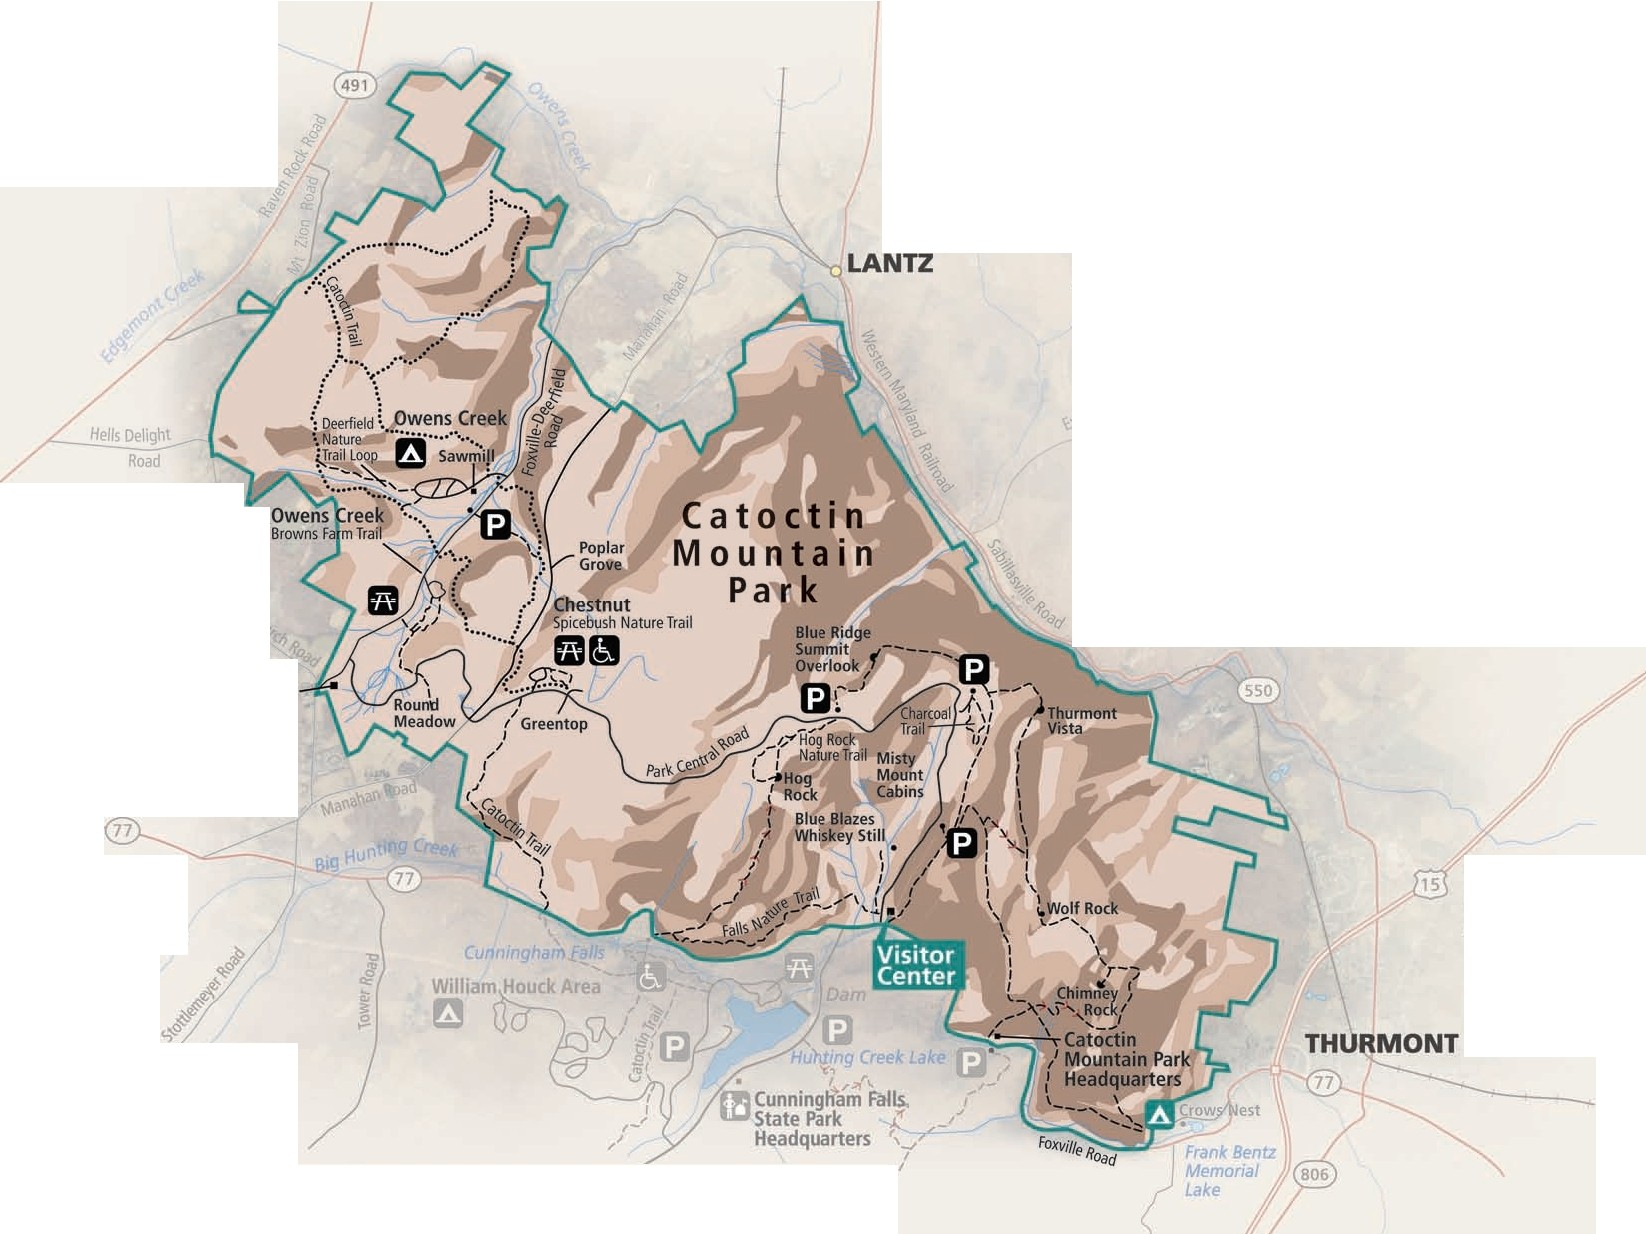 491
Owens Creek
Raven Rock Road
Mt Zion Road
LANTZ
Edgemont Creek
Catoctin Trail
Manahan Road
Western Maryland Railroad
Foxville-Deerfield
Road
Hells Delight
Road
Deerfield
Nature
Trail Loop
Owens Creek
Sawmill
Owens Creek
Browns Farm Trail
P
Catoctin
Mountain
Park
Poplar
Grove
Sabillasville Road
Chestnut
Spicebush Nature Trail
Blue Ridge
Summit
Overlook
P
P
Road
550
Round
Meadow
Greentop
Charcoal
Trail
Thurmont
Vista
Park Central Road
Hog Rock
Nature Trail
Misty
Mount
Cabins
Hog
Rock
Manahan Road
Catoctin Trail
Blue Blazes
Whiskey Still
P
77
Big Hunting Creek
77
15
Falls Nature Trail
Wolf Rock
Cunningham Falls
Visitor
Center
Stottlemeyer Road
Tower Road
William Houck Area
Dam
Chimney
Rock
Catoctin Trail
P
P
P
Hunting Creek Lake
Catoctin
Mountain Park
Headquarters
THURMONT
77
Cunningham Falls
State Park
Headquarters
Crows Nest
Foxville Road
Frank Bentz
Memorial
Lake
806